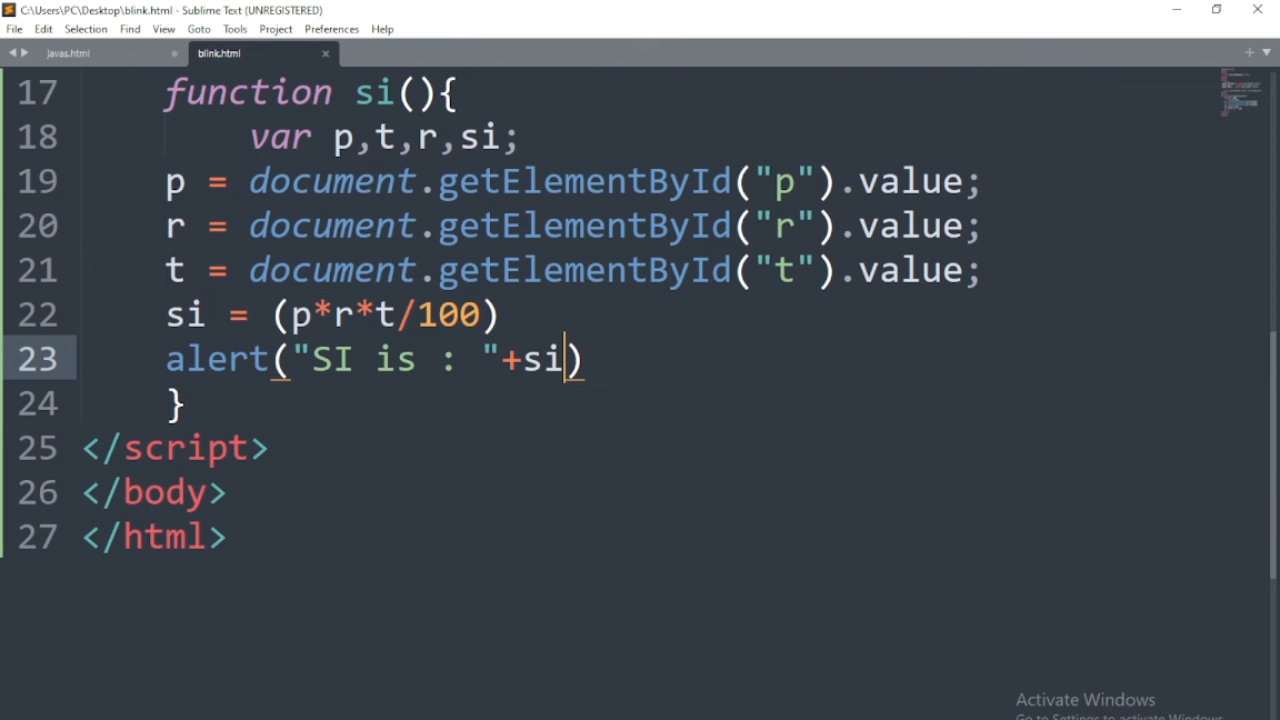 C:\Users\PC\Desktop\blink.html - Sublime Text (UNREGISTERED)
File Edit Selection Find View Goto Tools Project Preferences Help
javas.html blink.html
17 function si(){
18 var p,t,r,si;
19 p = document.getElementById("p").value;
20 r = document.getElementById("r").value;
21 t = document.getElementById("t").value;
22 si = (p*r*t/100)
23 alert("SI is : "+si)
24 }
25 </script>
26 </body>
27 </html>
Activate Windows
Go to Settings to activate Windows